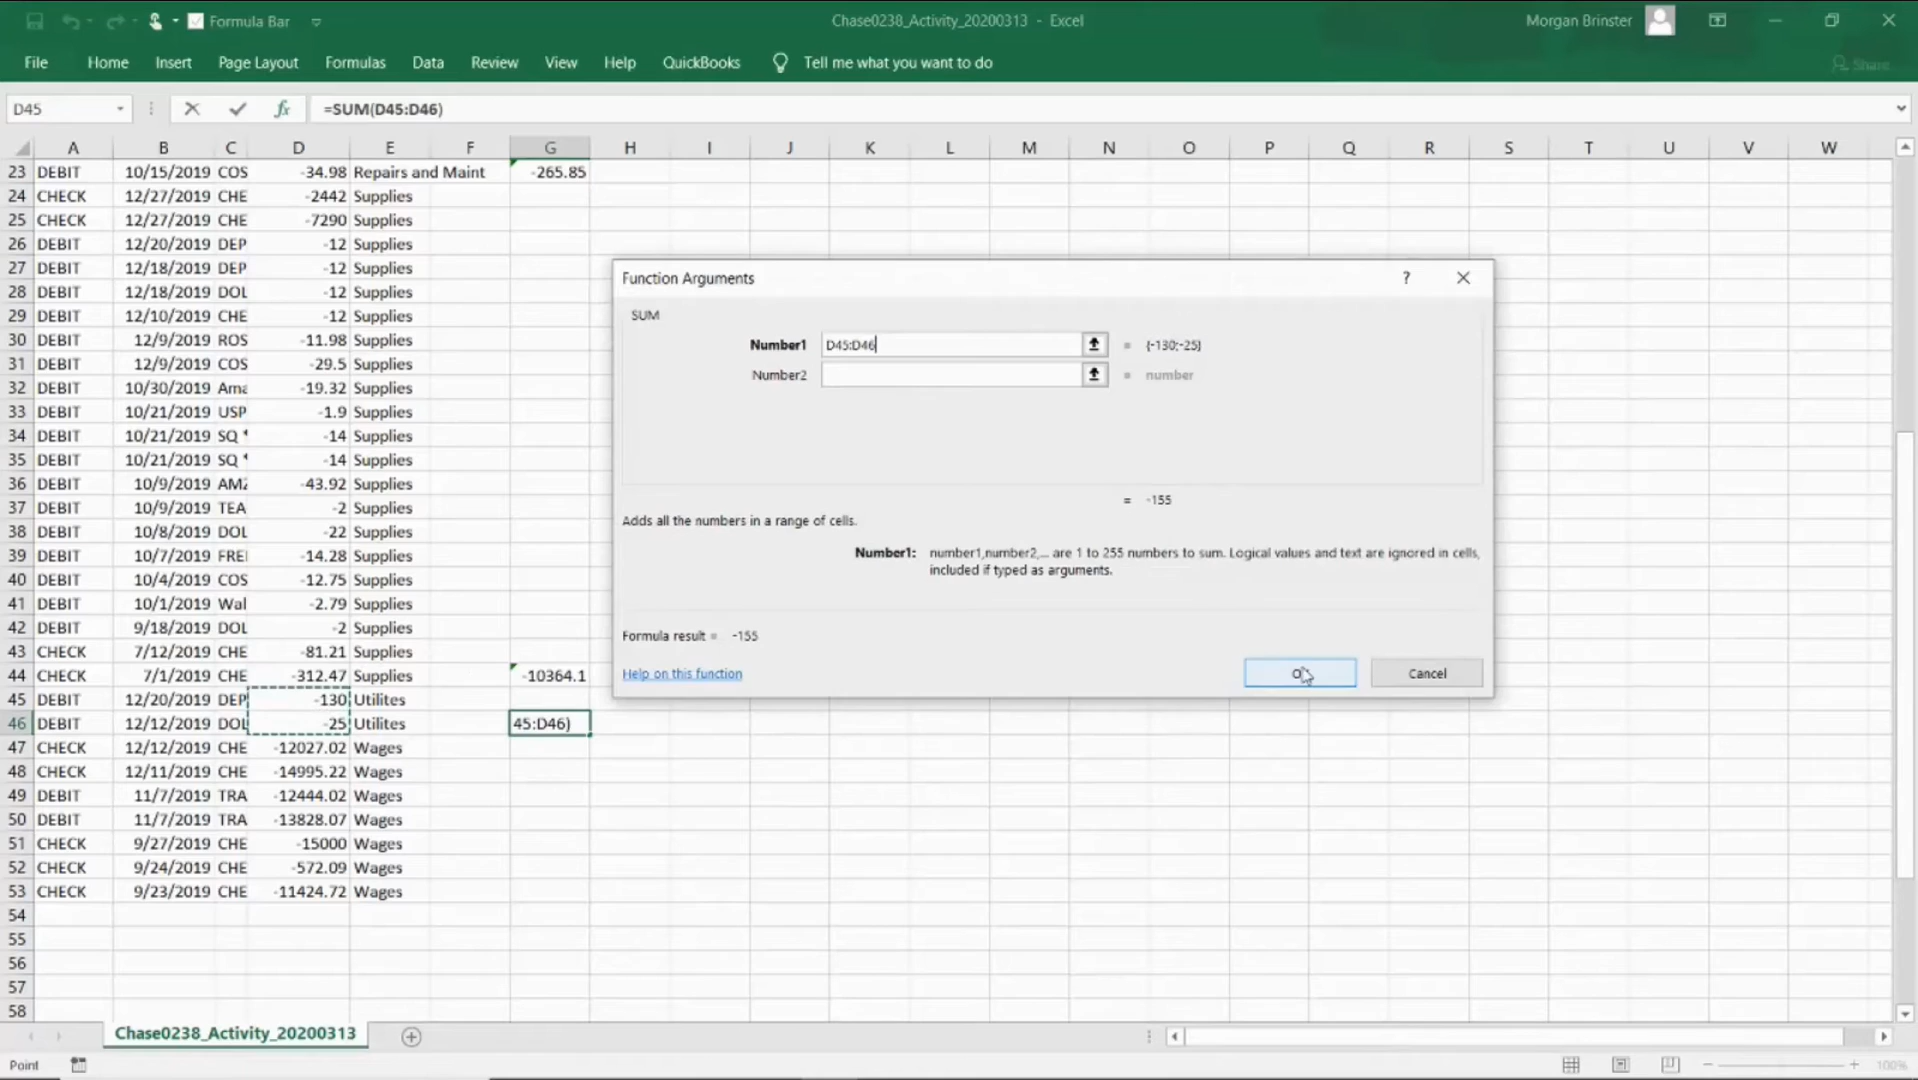 Formula Bar
Chase0238_Activity_20200313 - Excel
Morgan Brinster
File Home Insert Page Layout Formulas Data Review View Help QuickBooks Tell me what you want to do Share
D45 fx =SUM(D45:D46)
A B C D E F G H I J K L M N O P Q R S T U V W
23 DEBIT 10/15/2019 COS -34.98 Repairs and Maint -265.85
24 CHECK 12/27/2019 CHE -2442 Supplies
25 CHECK 12/27/2019 CHE -7290 Supplies
26 DEBIT 12/20/2019 DEP -12 Supplies
27 DEBIT 12/18/2019 DEP -12 Supplies
28 DEBIT 12/18/2019 DOL -12 Supplies
29 DEBIT 12/10/2019 CHE -12 Supplies
30 DEBIT 12/9/2019 ROS -11.98 Supplies
31 DEBIT 12/9/2019 COS -29.5 Supplies
32 DEBIT 10/30/2019 Ama -19.32 Supplies
33 DEBIT 10/21/2019 USP -1.9 Supplies
34 DEBIT 10/21/2019 SQ * -14 Supplies
35 DEBIT 10/21/2019 SQ * -14 Supplies
36 DEBIT 10/9/2019 AMZ -43.92 Supplies
37 DEBIT 10/9/2019 TEA -2 Supplies
38 DEBIT 10/8/2019 DOL -22 Supplies
39 DEBIT 10/7/2019 FREI -14.28 Supplies
40 DEBIT 10/4/2019 COS -12.75 Supplies
41 DEBIT 10/1/2019 Wal -2.79 Supplies
42 DEBIT 9/18/2019 DOL -2 Supplies
43 CHECK 7/12/2019 CHE -81.21 Supplies
44 CHECK 7/1/2019 CHE -312.47 Supplies -10364.1
45 DEBIT 12/20/2019 DEP -130 Utilites
46 DEBIT 12/12/2019 DOL -25 Utilites 45:D46)
47 CHECK 12/12/2019 CHE -12027.02 Wages
48 CHECK 12/11/2019 CHE -14995.22 Wages
49 DEBIT 11/7/2019 TRA -12444.02 Wages
50 DEBIT 11/7/2019 TRA -13828.07 Wages
51 CHECK 9/27/2019 CHE -15000 Wages
52 CHECK 9/24/2019 CHE -572.09 Wages
53 CHECK 9/23/2019 CHE -11424.72 Wages
54
55
56
57
58
Function Arguments ?
SUM
Number1 D45:D46 = {-130;-25}
Number2 = number
= -155
Adds all the numbers in a range of cells.
Number1: number1,number2,... are 1 to 255 numbers to sum. Logical values and text are ignored in cells,
included if typed as arguments.
Formula result = -155
Help on this function Cancel
Chase0238_Activity_20200313
Point 100%